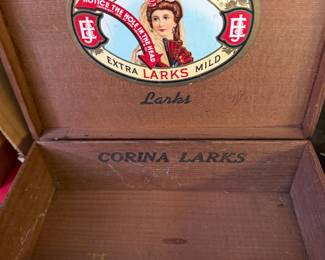 NOTICE THE HOLE IN THE HEAD
EXTRA LARKS MILD
Larks
CORINA LARKS